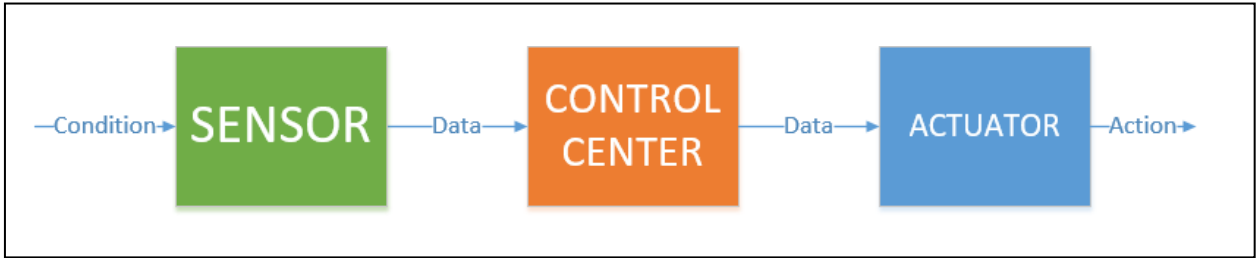 Condition
SENSOR
Data
CONTROL
CENTER
Data
ACTUATOR
Action